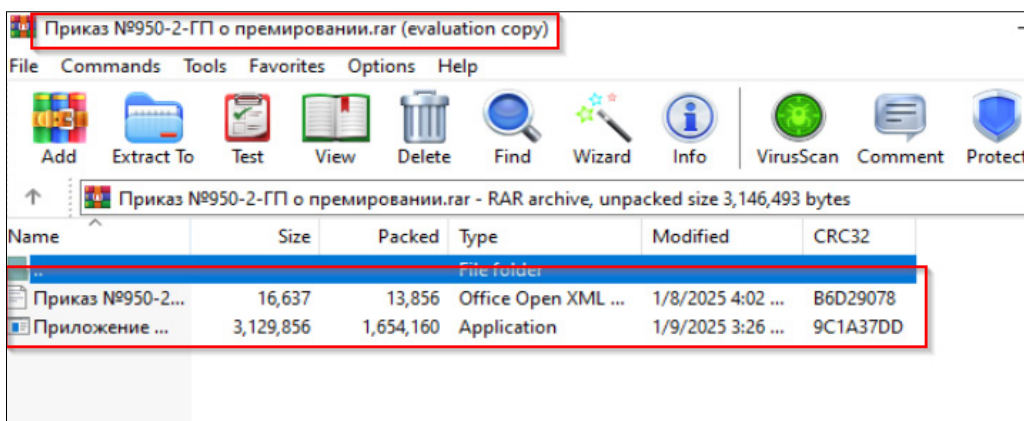 Приказ №950-2-ГП о премировании.rar (evaluation copy)
File Commands Tools Favorites Options Help
Add Extract To Test View Delete Find Wizard Info VirusScan Comment Protect
Приказ №950-2-ГП о премировании.rar - RAR archive, unpacked size 3,146,493 bytes
Name Size Packed Type Modified CRC32
.. File folder
Приказ №950-2... 16,637 13,856 Office Open XML ... 1/8/2025 4:02 ... B6D29078
Приложение ... 3,129,856 1,654,160 Application 1/9/2025 3:26 ... 9C1A37DD